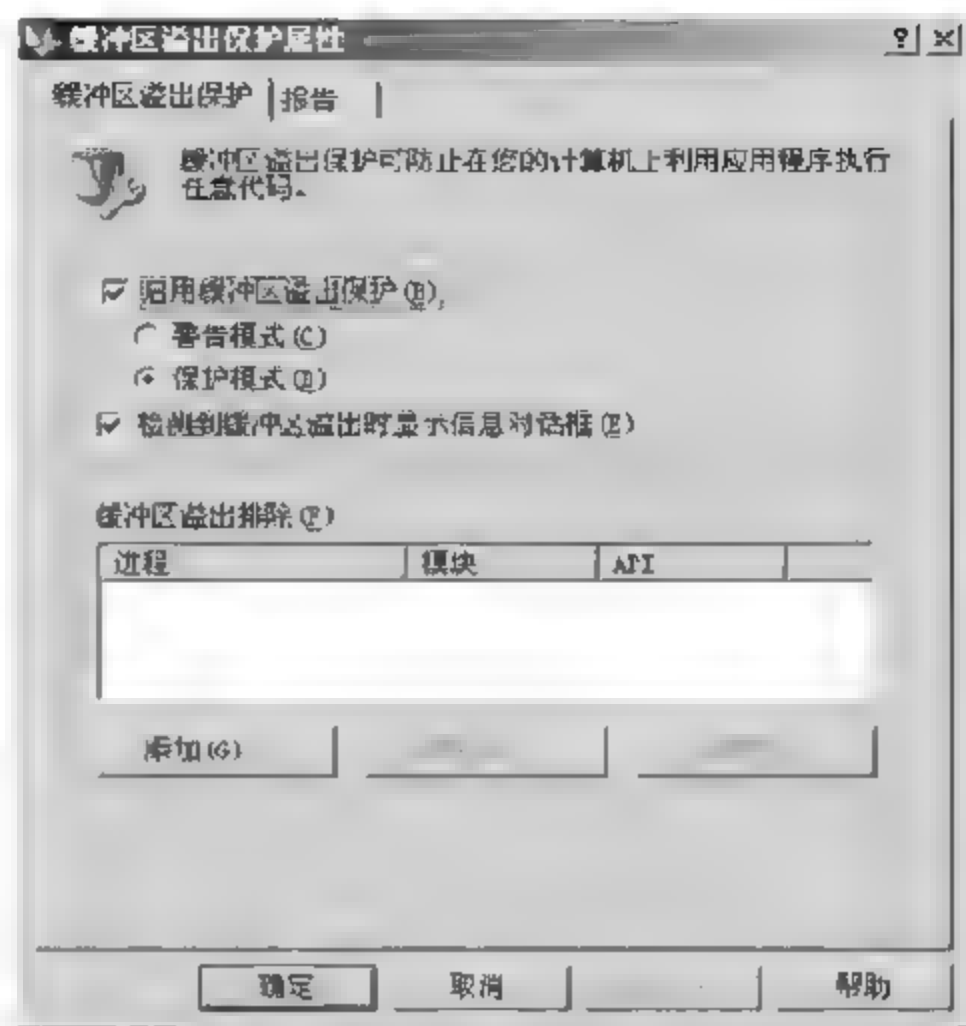 缓冲区溢出保护属性
缓冲区溢出保护 报告
缓冲区溢出保护可防止在您的计算机上利用应用程序执行
任意代码。
启用缓冲区溢出保护(B)
警告模式(C)
保护模式(D)
检测到缓冲区溢出时显示信息对话框(E)
缓冲区溢出排除(F)
进程 模块 API
添加(G)
确定 取消 帮助